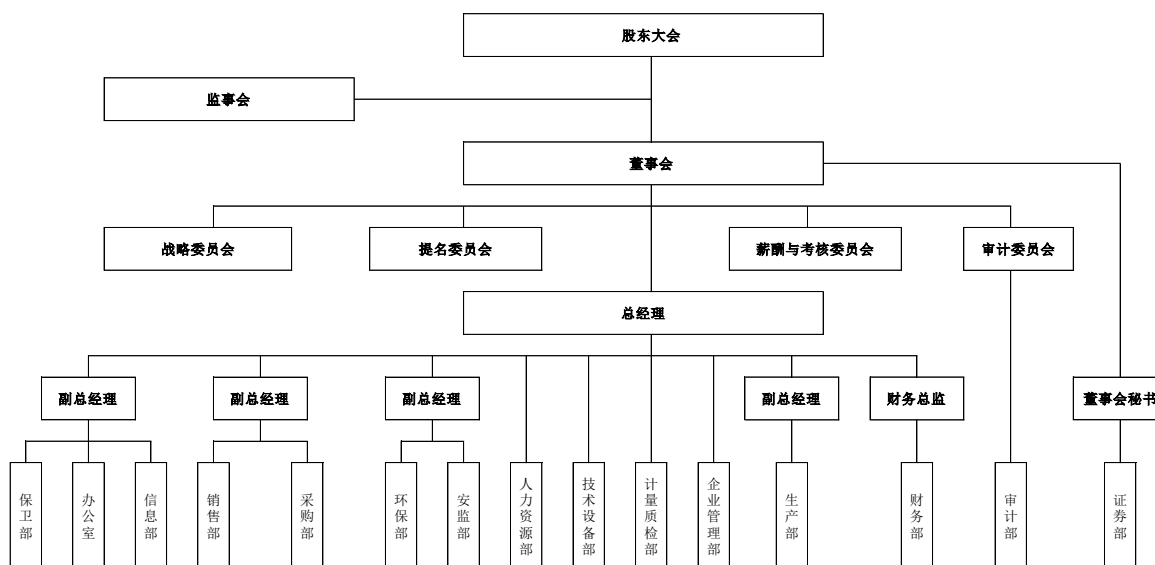 股东大会
监事会
董事会
战略委员会
提名委员会
薪酬与考核委员会
审计委员会
总经理
副总经理
副总经理
副总经理
副总经理
财务总监
董事会秘书
保卫部
办公室
信息部
销售部
采购部
环保部
安监部
人力资源部
技术设备部
计量质检部
企业管理部
生产部
财务部
审计部
证券部